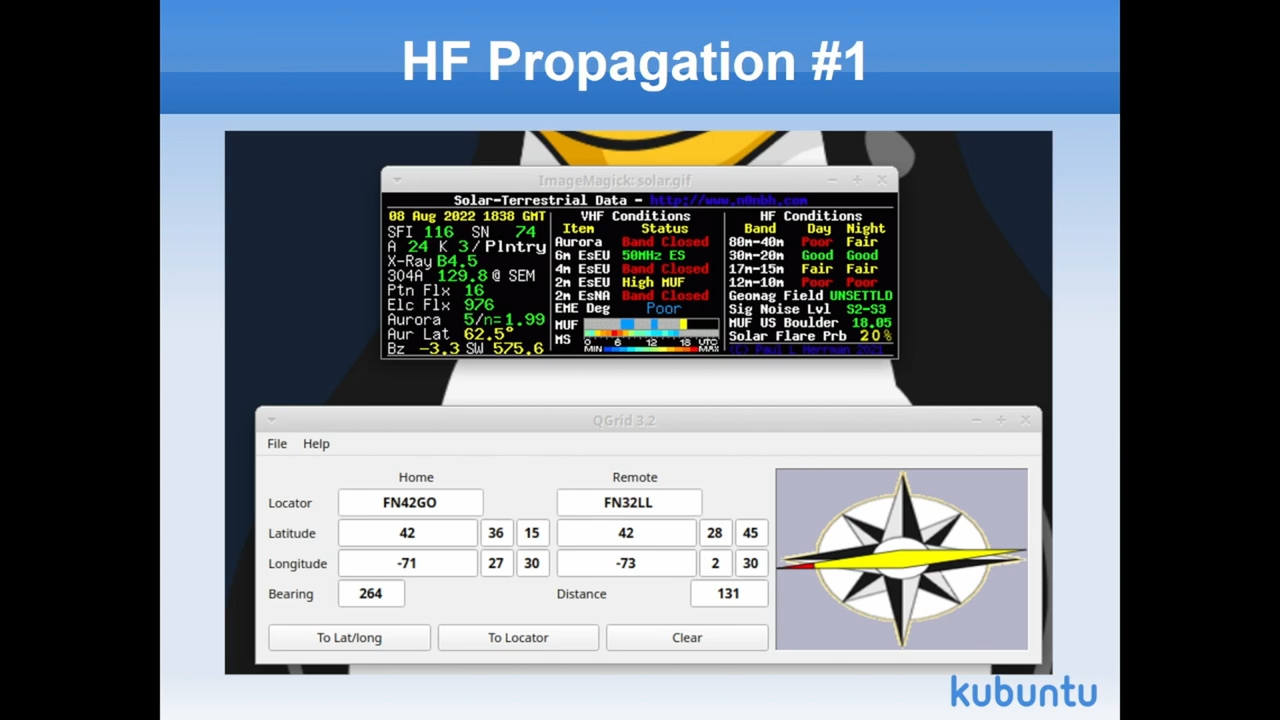 HF Propagation #1
ImageMagick: solar.gif
Solar-Terrestrial Data - http://www.n0nbh.com
08 Aug 2022 1838 GMT
SFI 116 SN 74
A 24 K 3/Plntry
X-Ray B4.5
304A 129.8 @ SEM
Ptn Flx 16
Elc Flx 976
Aurora 5/n=1.99
Aur Lat 62.5°
Bz -3.3 SW 575.6
VHF Conditions
Item Status
Aurora Band Closed
6m EsEU 50MHz ES
4m EsEU Band Closed
2m EsEU High MUF
2m EsNA Band Closed
EME Deg Poor
MUF
MS
0 6 12 18 UTC
MIN MAX
HF Conditions
Band Day Night
80m-40m Poor Fair
30m-20m Good Good
17m-15m Fair Fair
12m-10m Poor Poor
Geomag Field UNSETTLD
Sig Noise Lvl S2-S3
MUF US Boulder 18.05
Solar Flare Prb 20%
(C) Paul L Herrman 2021
QGrid 3.2
File Help
Home Remote
Locator FN42GO FN32LL
Latitude 42 36 15 42 28 45
Longitude -71 27 30 -73 2 30
Bearing 264 Distance 131
To Lat/long To Locator Clear
kubuntu